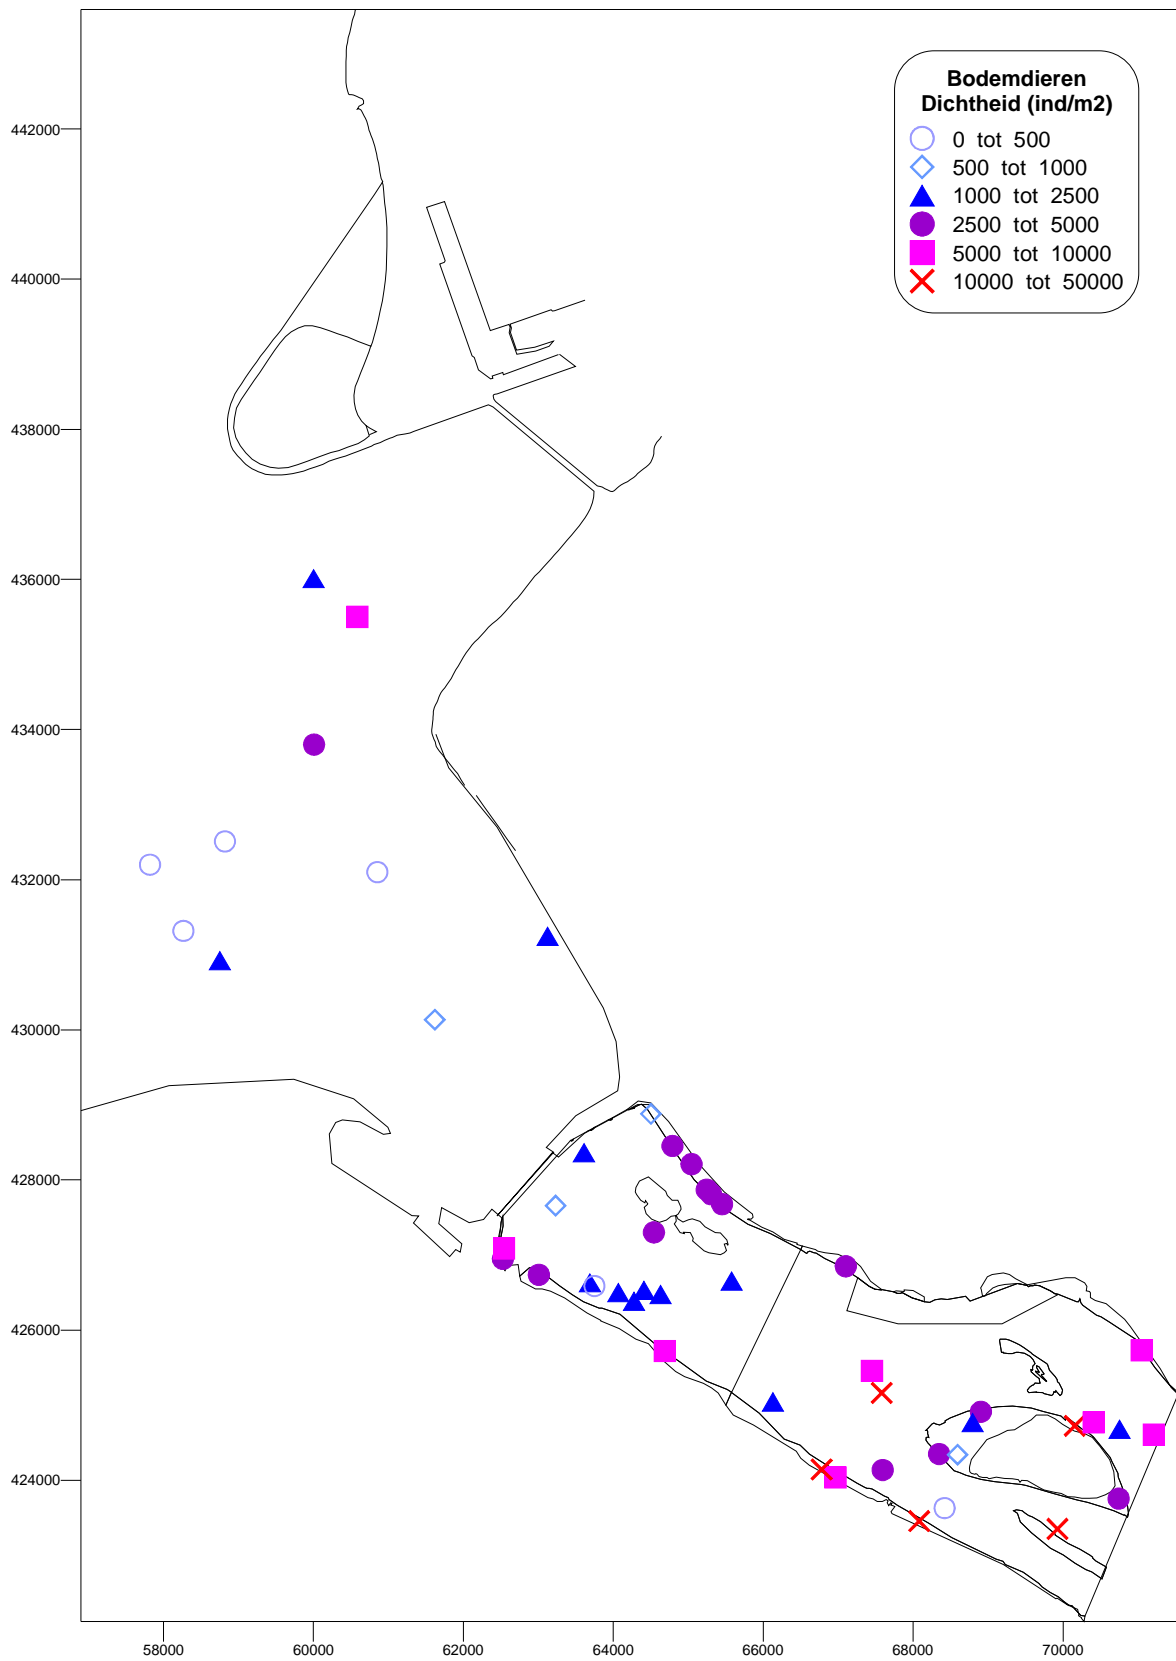 Bodemdieren
Dichtheid (ind/m2)
0 tot 500
500 tot 1000
1000 tot 2500
2500 tot 5000
5000 tot 10000
10000 tot 50000
442000
440000
438000
436000
434000
432000
430000
428000
426000
424000
58000 60000 62000 64000 66000 68000 70000